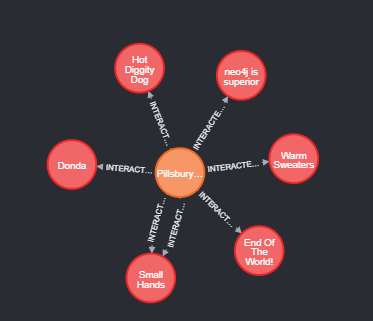 Hot
Diggity
Dog
neo4j is
superior
INTERACT...
INTERACTE...
Donda
INTERACT...
Pillsbury...
INTERACTE...
Warm
Sweaters
INTERACT...
INTERACT...
INTERACT...
End Of
The
World!
Small
Hands